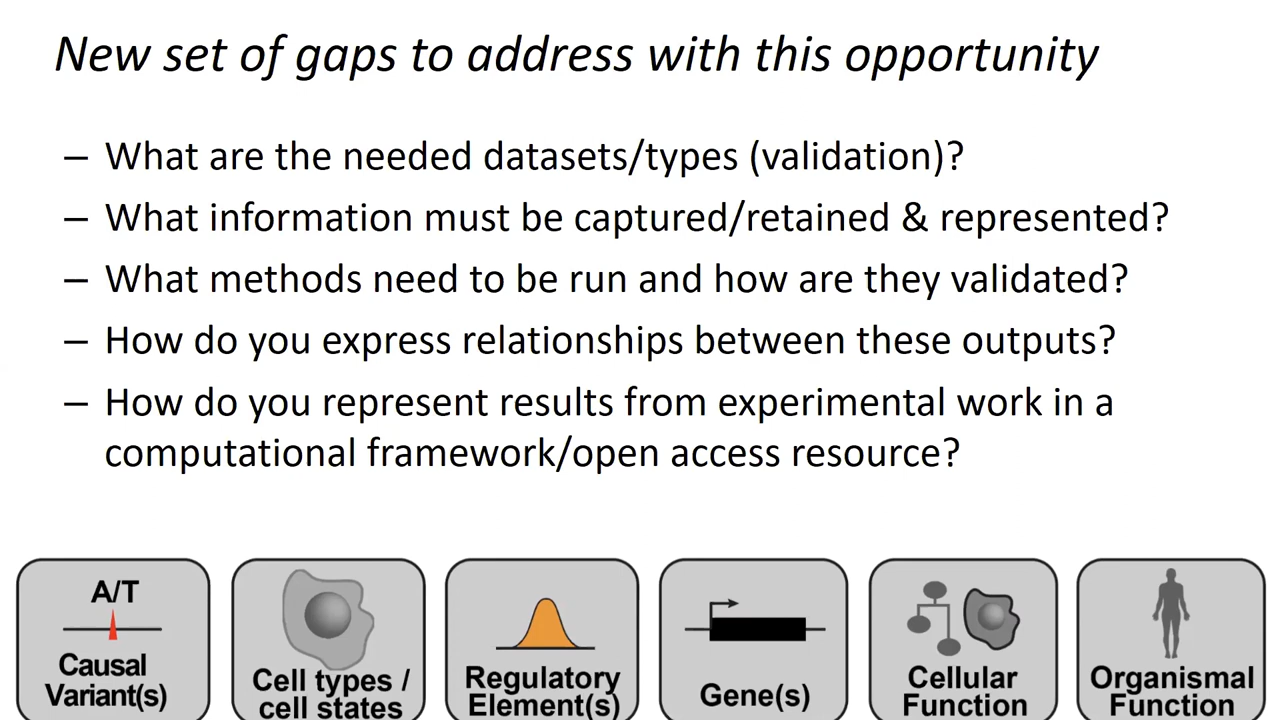 New set of gaps to address with this opportunity
– What are the needed datasets/types (validation)?
– What information must be captured/retained & represented?
– What methods need to be run and how are they validated?
– How do you express relationships between these outputs?
– How do you represent results from experimental work in a
computational framework/open access resource?
A/T
Causal
Variant(s)
Cell types /
cell states
Regulatory
Element(s)
Gene(s)
Cellular
Function
Organismal
Function